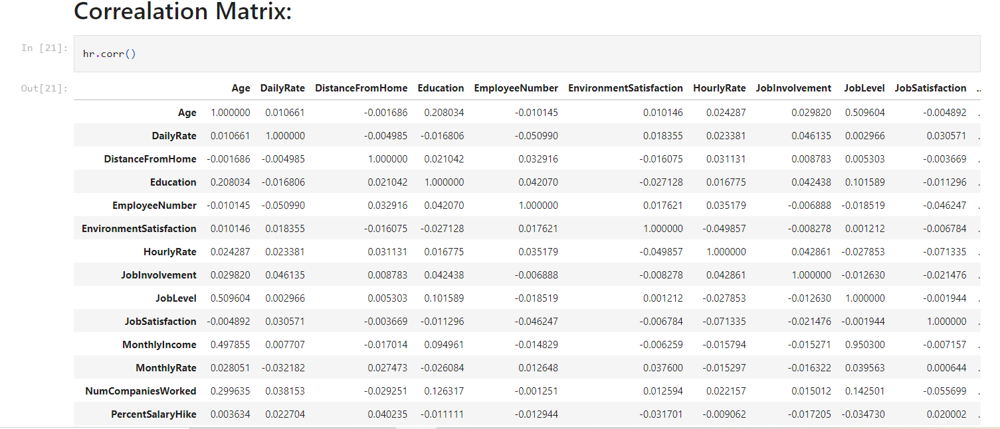 Correalation Matrix:
In [21]:
hr.corr()
Out[21]:
Age DailyRate DistanceFromHome Education EmployeeNumber EnvironmentSatisfaction HourlyRate JobInvolvement JobLevel JobSatisfaction ..
Age 1.000000 0.010661 -0.001686 0.208034 -0.010145 0.010146 0.024287 0.029820 0.509604 -0.004892 .
DailyRate 0.010661 1.000000 -0.004985 -0.016806 -0.050990 0.018355 0.023381 0.046135 0.002966 0.030571 .
DistanceFromHome -0.001686 -0.004985 1.000000 0.021042 0.032916 -0.016075 0.031131 0.008783 0.005303 -0.003669 .
Education 0.208034 -0.016806 0.021042 1.000000 0.042070 -0.027128 0.016775 0.042438 0.101589 -0.011296 .
EmployeeNumber -0.010145 -0.050990 0.032916 0.042070 1.000000 0.017621 0.035179 -0.006888 -0.018519 -0.046247 .
EnvironmentSatisfaction 0.010146 0.018355 -0.016075 -0.027128 0.017621 1.000000 -0.049857 -0.008278 0.001212 -0.006784 .
HourlyRate 0.024287 0.023381 0.031131 0.016775 0.035179 -0.049857 1.000000 0.042861 -0.027853 -0.071335 .
JobInvolvement 0.029820 0.046135 0.008783 0.042438 -0.006888 -0.008278 0.042861 1.000000 -0.012630 -0.021476 .
JobLevel 0.509604 0.002966 0.005303 0.101589 -0.018519 0.001212 -0.027853 -0.012630 1.000000 -0.001944 .
JobSatisfaction -0.004892 0.030571 -0.003669 -0.011296 -0.046247 -0.006784 -0.071335 -0.021476 -0.001944 1.000000 .
MonthlyIncome 0.497855 0.007707 -0.017014 0.094961 -0.014829 -0.006259 -0.015794 -0.015271 0.950300 -0.007157 .
MonthlyRate 0.028051 -0.032182 0.027473 -0.026084 0.012648 0.037600 -0.015297 -0.016322 0.039563 0.000644 .
NumCompaniesWorked 0.299635 0.038153 -0.029251 0.126317 -0.001251 0.012594 0.022157 0.015012 0.142501 -0.055699 .
PercentSalaryHike 0.003634 0.022704 0.040235 -0.011111 -0.012944 -0.031701 -0.009062 -0.017205 -0.034730 0.020002 .